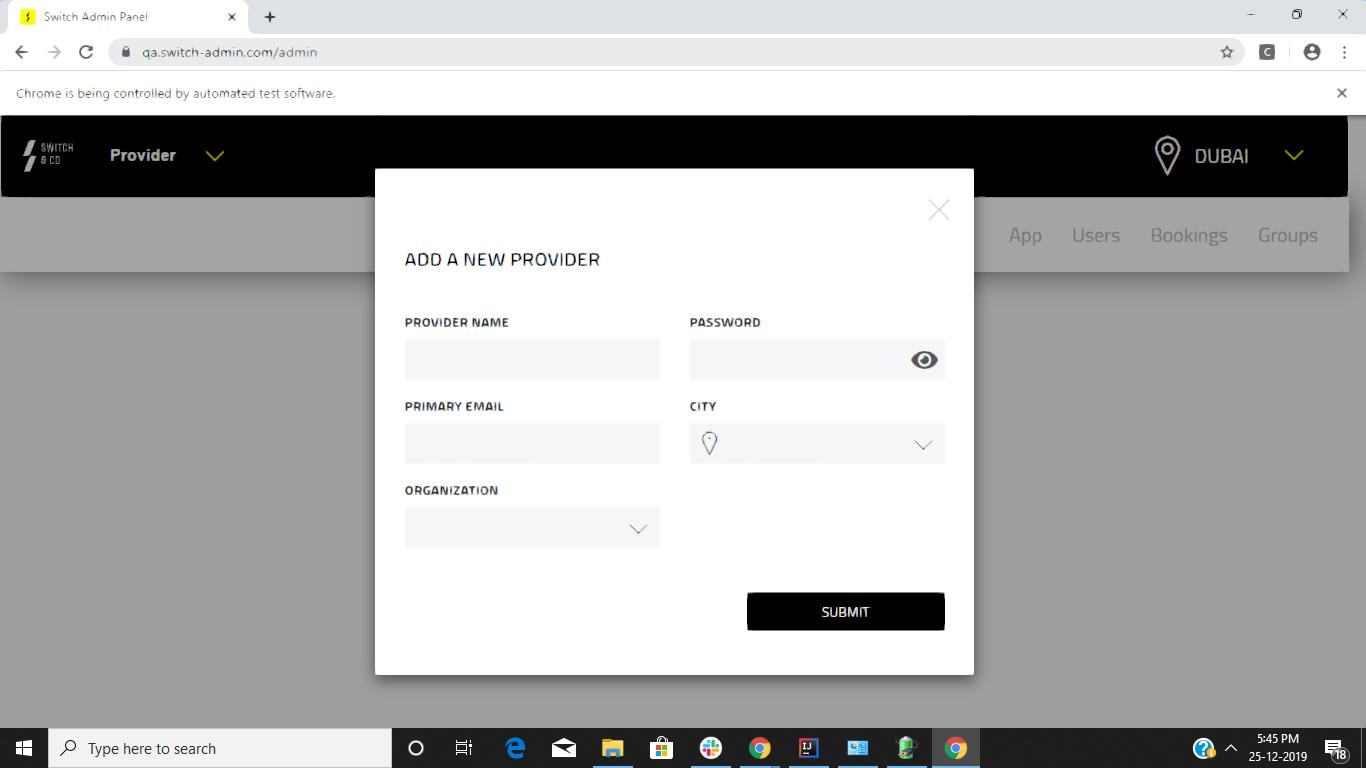 Switch Admin Panel
qa.switch-admin.com/admin
C
Chrome is being controlled by automated test software.
SWITCH
& CO
Provider
DUBAI
App Users Bookings Groups
ADD A NEW PROVIDER
PROVIDER NAME
PASSWORD
PRIMARY EMAIL
CITY
ORGANIZATION
SUBMIT
Type here to search
IJ
5:45 PM
25-12-2019
18